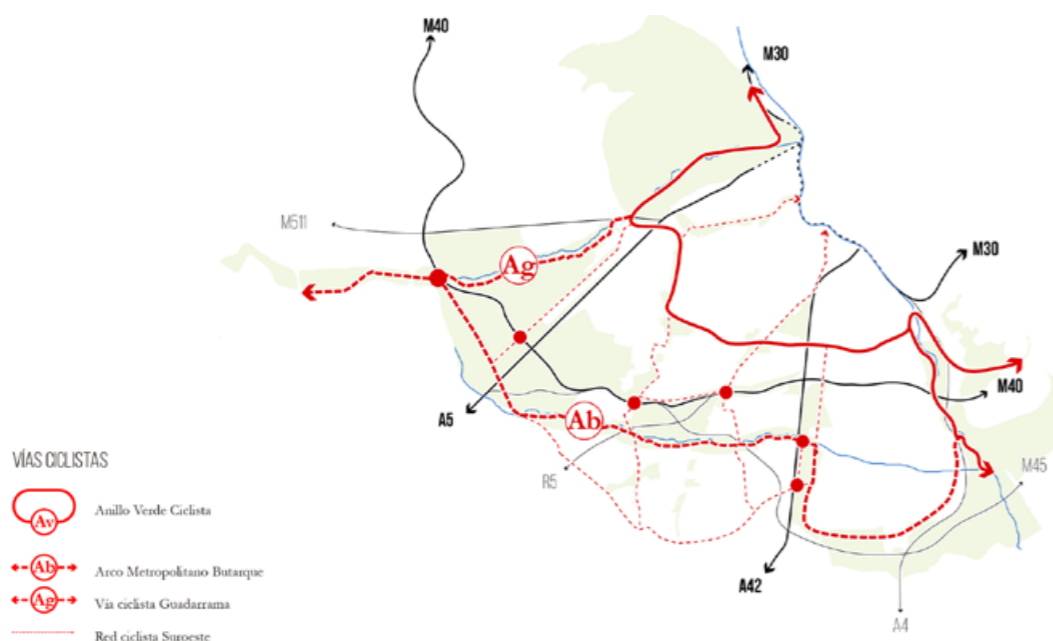 M40
M30
M511
Ag
M30
M40
A5
Ab
R5
M45
A42
A4
VÍAS CICLISTAS
Av
Anillo Verde Ciclista
Ab
Arco Metropolitano Butarque
Ag
Vía ciclista Guadarrama
Red ciclista Suroeste